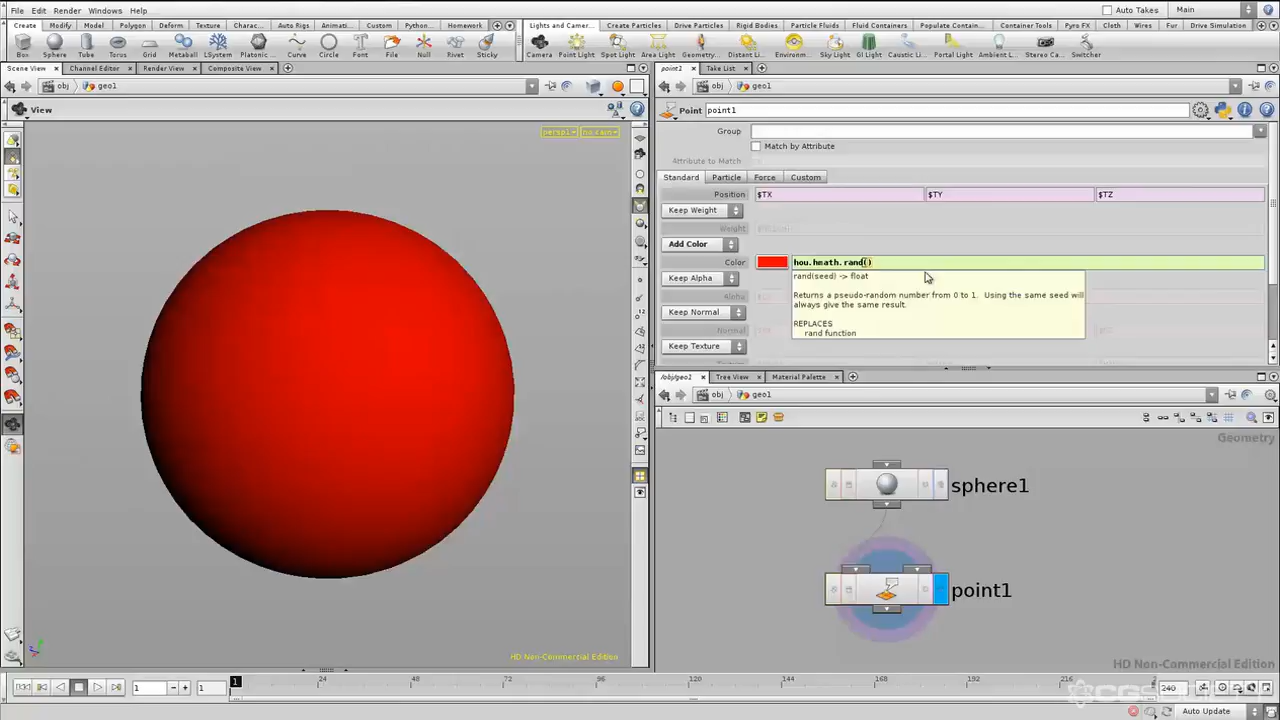 File Edit Render Windows Help Auto Takes Main
Create Modify Model Polygon Deform Texture Charac... Auto Rigs Animati... Custom Python Homework
Lights and Camer... Create Particles Drive Particles Rigid Bodies Particle Fluids Fluid Containers Populate Contain... Container Tools Pyro FX Cloth Wires Fur Drive Simulation
Box Sphere Tube Torus Grid Metaball LSystem Platonic... Curve Circle Font File Null Rivet Sticky
Camera Point Light Spot Light Area Light Geometry... Distant Li... Environm... Sky Light GI Light Caustic Li... Portal Light Ambient L... Stereo Ca... Switcher
Scene View Channel Editor Render View Composite View
point1 Take List
obj geo1
obj geo1
View
persp1 no cam
Point point1
Group
Match by Attribute
Attribute to Match
Standard Particle Force Custom
Position $TX $TY $TZ
Keep Weight
Weight
Add Color
Color hou.hmath.rand()
Keep Alpha rand(seed) -> float
Alpha Returns a pseudo-random number from 0 to 1. Using the same seed will
always give the same result.
Keep Normal
Normal REPLACES
rand function
Keep Texture
/obj/geo1 Tree View Material Palette
obj geo1
Geometry
sphere1
point1
HD Non-Commercial Edition
HD Non-Commercial Edition
1 1 1 24 48 72 96 120 144 168 192 216 240
Auto Update